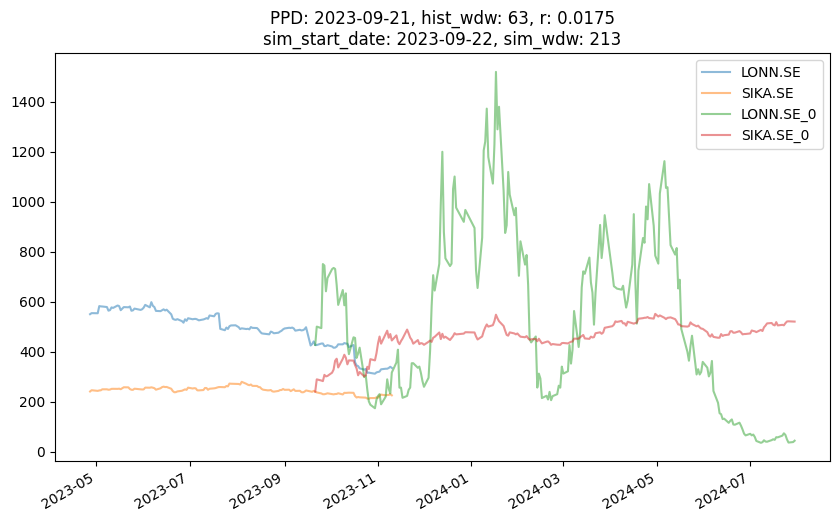 PPD: 2023-09-21, hist_wdw: 63, r: 0.0175
sim_start_date: 2023-09-22, sim_wdw: 213
LONN.SE
SIKA.SE
LONN.SE_0
SIKA.SE_0
1400
1200
1000
800
600
400
200
0
2023-05
2023-07
2023-09
2023-11
2024-01
2024-03
2024-05
2024-07